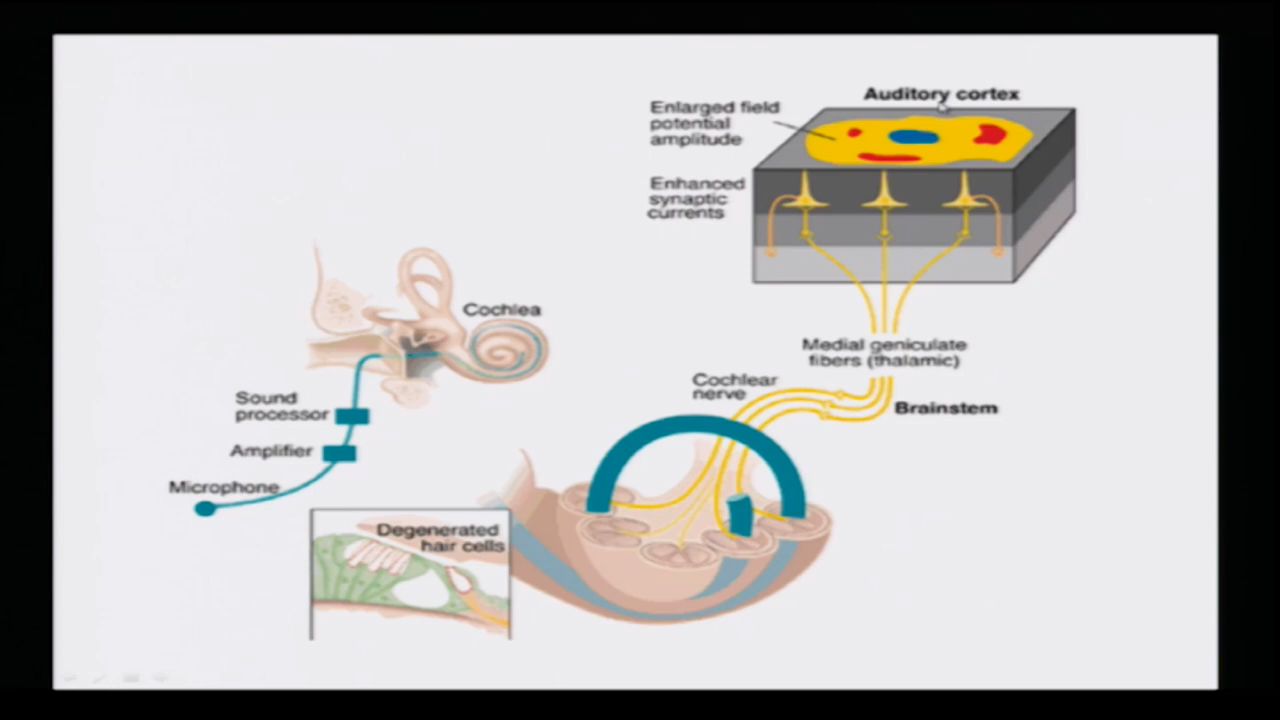 Auditory cortex
Enlarged field
potential
amplitude
Enhanced
synaptic
currents
Cochlea
Medial geniculate
fibers (thalamic)
Cochlear
nerve
Brainstem
Sound
processor
Amplifier
Microphone
Degenerated
hair cells